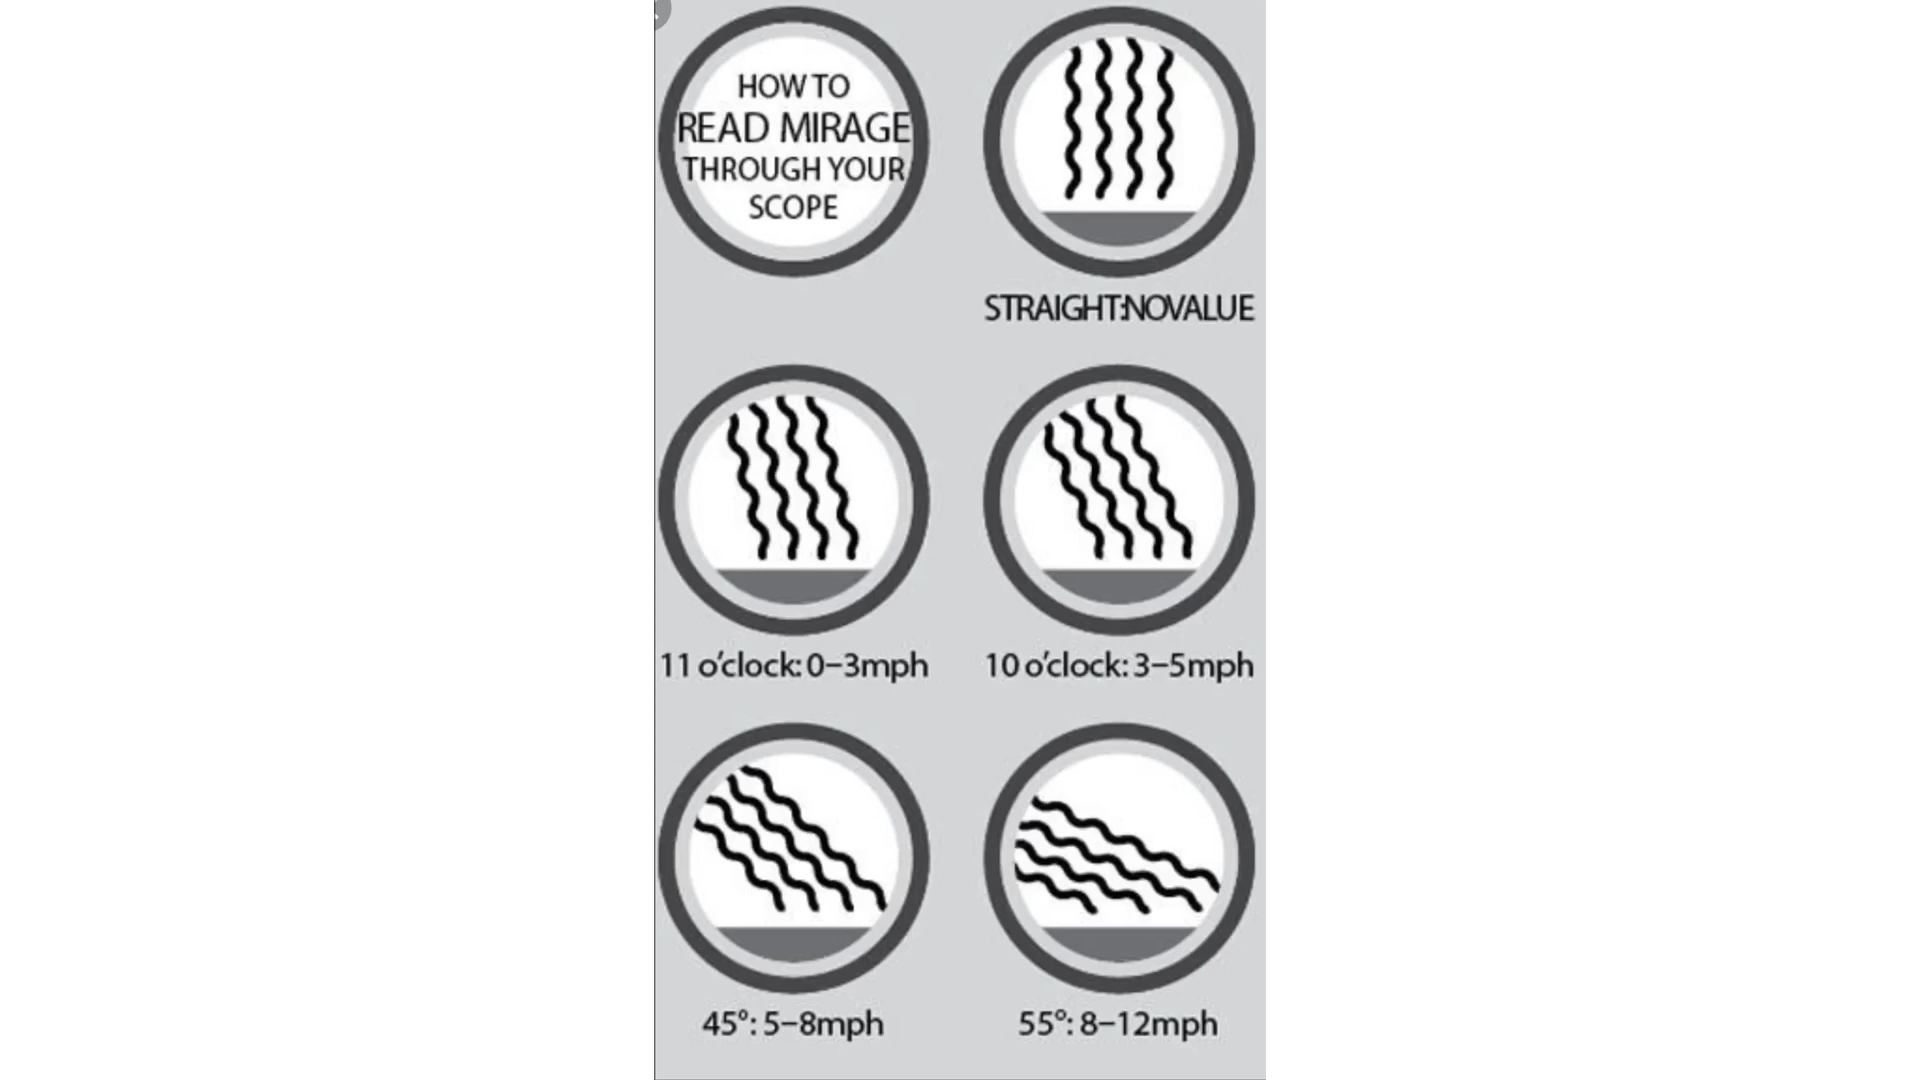 HOW TO
READ MIRAGE
THROUGH YOUR
SCOPE
STRAIGHT:NOVALUE
11 o’clock: 0–3mph
10 o’clock: 3–5mph
45°: 5–8mph
55°: 8–12mph